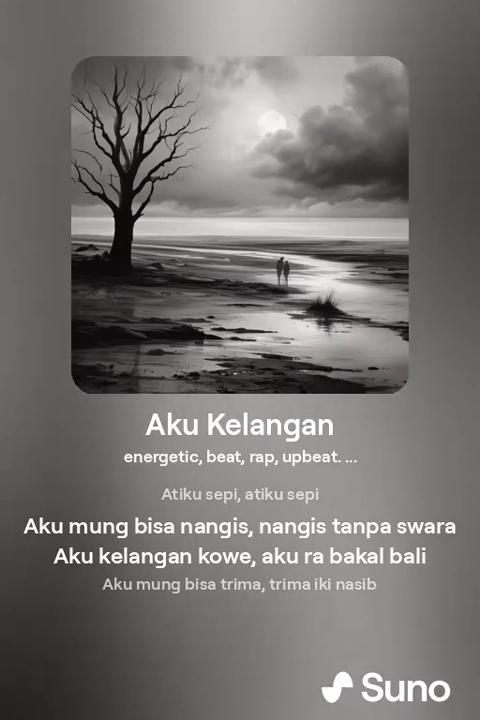 Aku Kelangan
energetic, beat, rap, upbeat. ...
Atiku sepi, atiku sepi
Aku mung bisa nangis, nangis tanpa swara
Aku kelangan kowe, aku ra bakal bali
Aku mung bisa trima, trima iki nasib
Suno